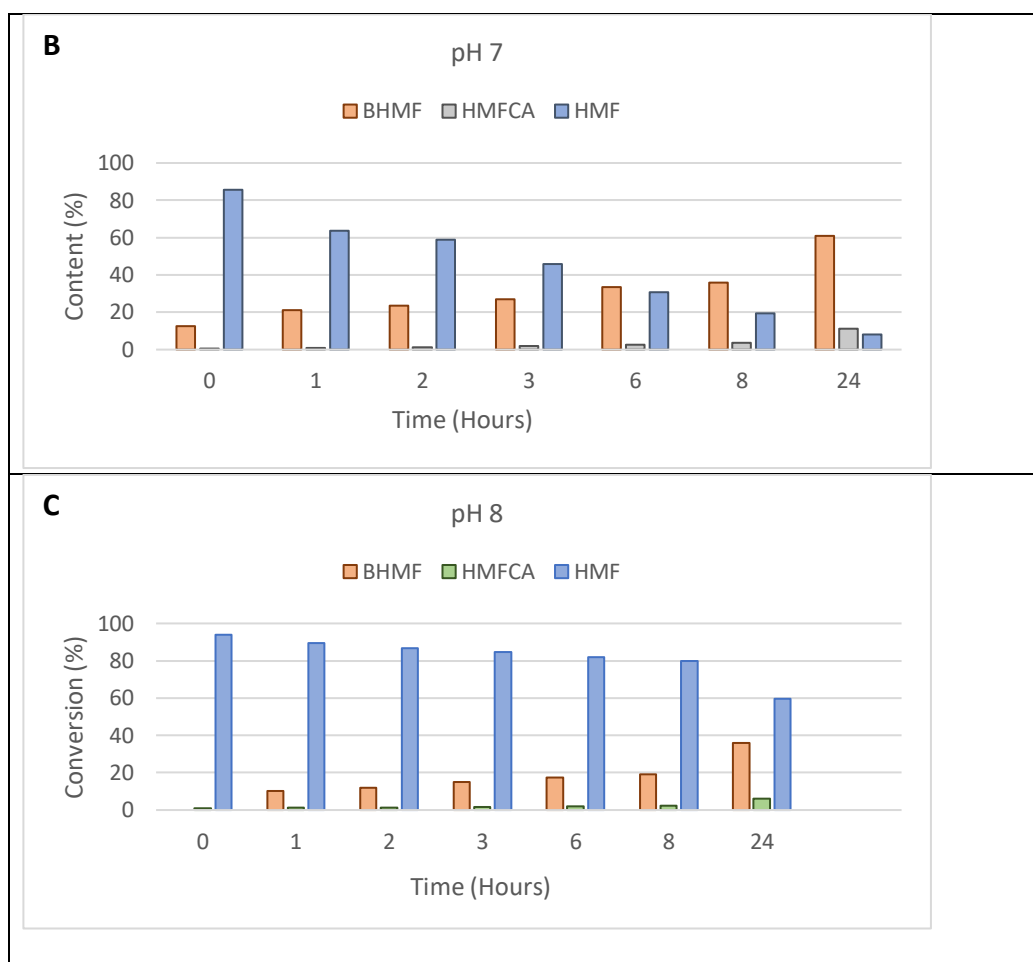 B
pH 7
BHMF HMFCA HMF
100
80
60
40
20
0
Content (%)
0 1 2 3 6 8 24
Time (Hours)
C
pH 8
BHMF HMFCA HMF
100
80
60
40
20
0
Conversion (%)
0 1 2 3 6 8 24
Time (Hours)